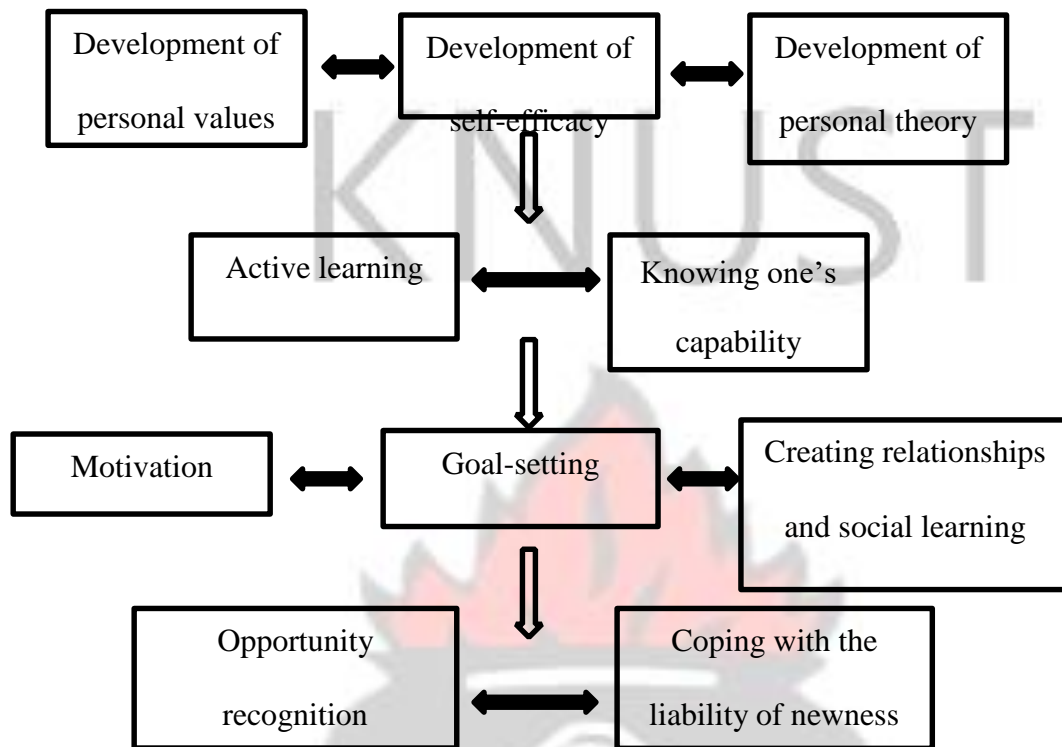 Development of
personal values
Development of
self-efficacy
Development of
personal theory
KNUST
Active learning
Knowing one's
capability
Motivation
Goal-setting
Creating relationships
and social learning
Opportunity
recognition
Coping with the
liability of newness